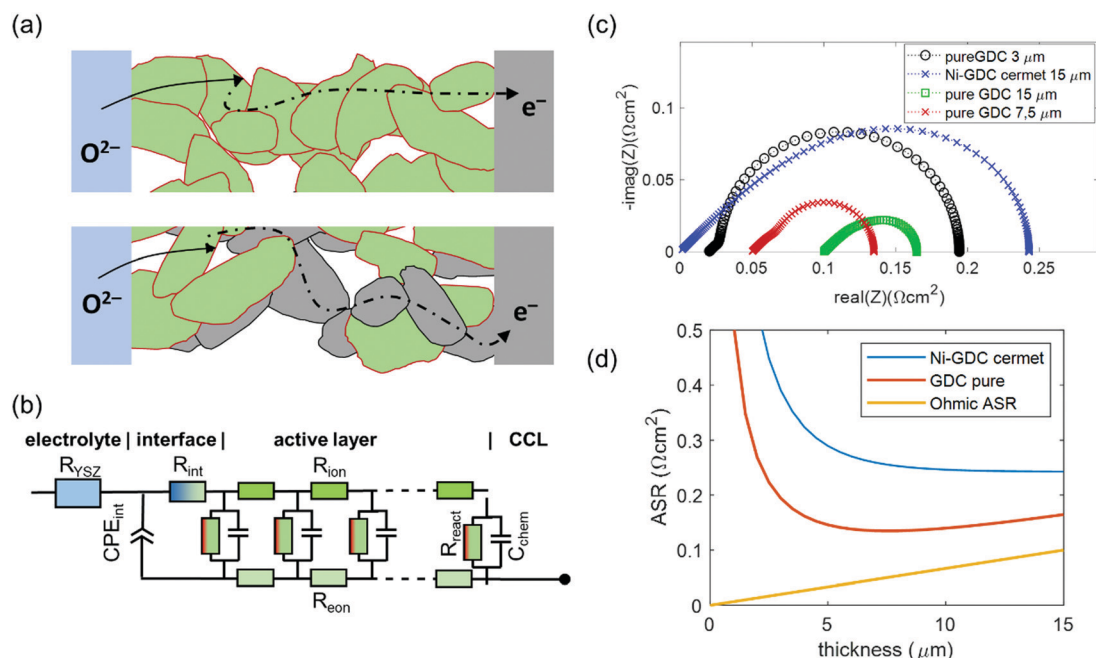 (a)
O2−
e−
O2−
e−
(b)
electrolyte | interface | active layer | CCL
RYSZ
Rint
Rion
CPEint
Rreact
Cchem
Reon
(c)
-imag(Z)(Ωcm2)
0.1
0.05
0
pureGDC 3 μm
Ni-GDC cermet 15 μm
pure GDC 15 μm
pure GDC 7,5 μm
0 0.05 0.1 0.15 0.2 0.25
real(Z)(Ωcm2)
(d)
ASR (Ωcm2)
0.5
0.4
0.3
0.2
0.1
0
Ni-GDC cermet
GDC pure
Ohmic ASR
0 5 10 15
thickness (μm)